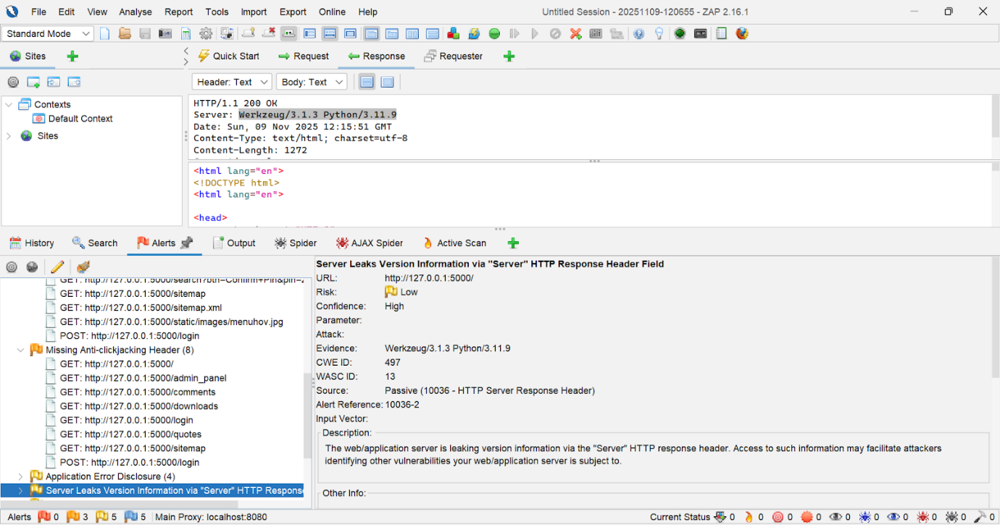 File Edit View Analyse Report Tools Import Export Online Help Untitled Session - 20251109-120655 - ZAP 2.16.1
Standard Mode
Sites Quick Start Request Response Requester
Header: Text Body: Text
Contexts
Default Context
Sites
HTTP/1.1 200 OK
Server: Werkzeug/3.1.3 Python/3.11.9
Date: Sun, 09 Nov 2025 12:15:51 GMT
Content-Type: text/html; charset=utf-8
Content-Length: 1272
<html lang="en">
<!DOCTYPE html>
<html lang="en">
<head>
History Search Alerts Output Spider AJAX Spider Active Scan
GET: http://127.0.0.1:5000/search?btn=Confirm+Pin&pin=
GET: http://127.0.0.1:5000/sitemap
GET: http://127.0.0.1:5000/sitemap.xml
GET: http://127.0.0.1:5000/static/images/menuhov.jpg
POST: http://127.0.0.1:5000/login
Missing Anti-clickjacking Header (8)
GET: http://127.0.0.1:5000/
GET: http://127.0.0.1:5000/admin_panel
GET: http://127.0.0.1:5000/comments
GET: http://127.0.0.1:5000/downloads
GET: http://127.0.0.1:5000/login
GET: http://127.0.0.1:5000/quotes
GET: http://127.0.0.1:5000/sitemap
POST: http://127.0.0.1:5000/login
Application Error Disclosure (4)
Server Leaks Version Information via "Server" HTTP Respons
Server Leaks Version Information via "Server" HTTP Response Header Field
URL: http://127.0.0.1:5000/
Risk: Low
Confidence: High
Parameter:
Attack:
Evidence: Werkzeug/3.1.3 Python/3.11.9
CWE ID: 497
WASC ID: 13
Source: Passive (10036 - HTTP Server Response Header)
Alert Reference: 10036-2
Input Vector:
Description:
The web/application server is leaking version information via the "Server" HTTP response header. Access to such information may facilitate attackers
identifying other vulnerabilities your web/application server is subject to.
Other Info:
Alerts 0 3 5 5 Main Proxy: localhost:8080 Current Status 0 0 0 0 0 0 0 0 0 0